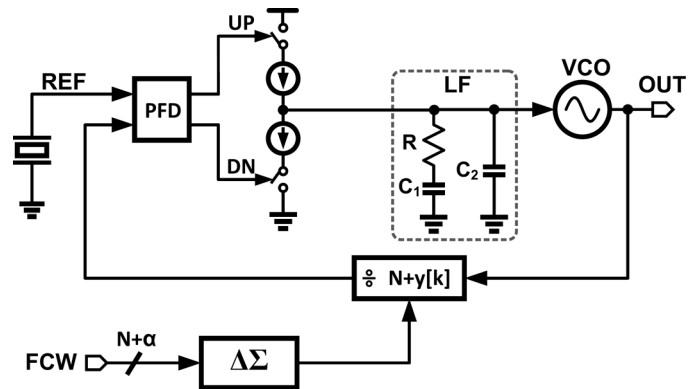 UP
REF
PFD
DN
LF
R
C1
C2
VCO
OUT
÷ N+y[k]
N+α
FCW
ΔΣ